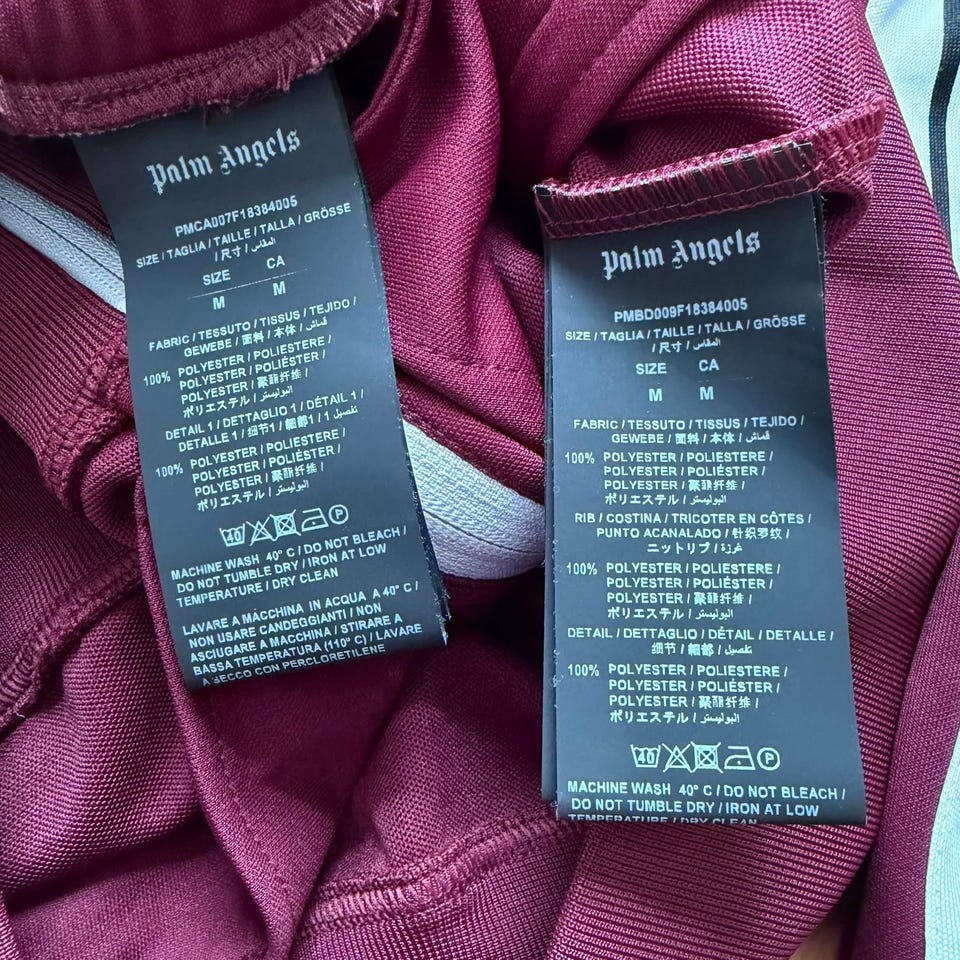 Palm Angels
PMCA007F18384005
SIZE / TAGLIA / TAILLE / TALLA / GRÖSSE
/ 尺寸 / المقاس
SIZE CA
M M
FABRIC / TESSUTO / TISSUS / TEJIDO /
GEWEBE / 面料 / 本体 / قماش
100% POLYESTER / POLIESTERE /
POLYESTER / POLIÉSTER /
POLYESTER / 聚酯纤维 /
ポリエステル / البوليستر
DETAIL 1 / DETTAGLIO 1 / DÉTAIL 1 /
DETALLE 1 / 细节1 / 細部1 / تفصيل 1
100% POLYESTER / POLIESTERE /
POLYESTER / POLIÉSTER /
POLYESTER / 聚酯纤维 /
ポリエステル / البوليستر
40 P
MACHINE WASH 40° C / DO NOT BLEACH /
DO NOT TUMBLE DRY / IRON AT LOW
TEMPERATURE / DRY CLEAN
LAVARE A MACCHINA IN ACQUA A 40° C /
NON USARE CANDEGGIANTI / NON
ASCIUGARE A MACCHINA / STIRARE A
BASSA TEMPERATURA (110° C) / LAVARE
A SECCO CON PERCLORETILENE
Palm Angels
PMBD009F18384005
SIZE / TAGLIA / TAILLE / TALLA / GRÖSSE
/ 尺寸 / المقاس
SIZE CA
M M
FABRIC / TESSUTO / TISSUS / TEJIDO /
GEWEBE / 面料 / 本体 / قماش
100% POLYESTER / POLIESTERE /
POLYESTER / POLIÉSTER /
POLYESTER / 聚酯纤维 /
ポリエステル / البوليستر
RIB / COSTINA / TRICOTER EN CÔTES /
PUNTO ACANALADO / 针织罗纹 /
ニットリブ / غرزة
100% POLYESTER / POLIESTERE /
POLYESTER / POLIÉSTER /
POLYESTER / 聚酯纤维 /
ポリエステル / البوليستر
DETAIL / DETTAGLIO / DÉTAIL / DETALLE /
细节 / 細部 / تفصيل
100% POLYESTER / POLIESTERE /
POLYESTER / POLIÉSTER /
POLYESTER / 聚酯纤维 /
ポリエステル / البوليستر
40 P
MACHINE WASH 40° C / DO NOT BLEACH /
DO NOT TUMBLE DRY / IRON AT LOW
TEMPERATURE / DRY CLEAN